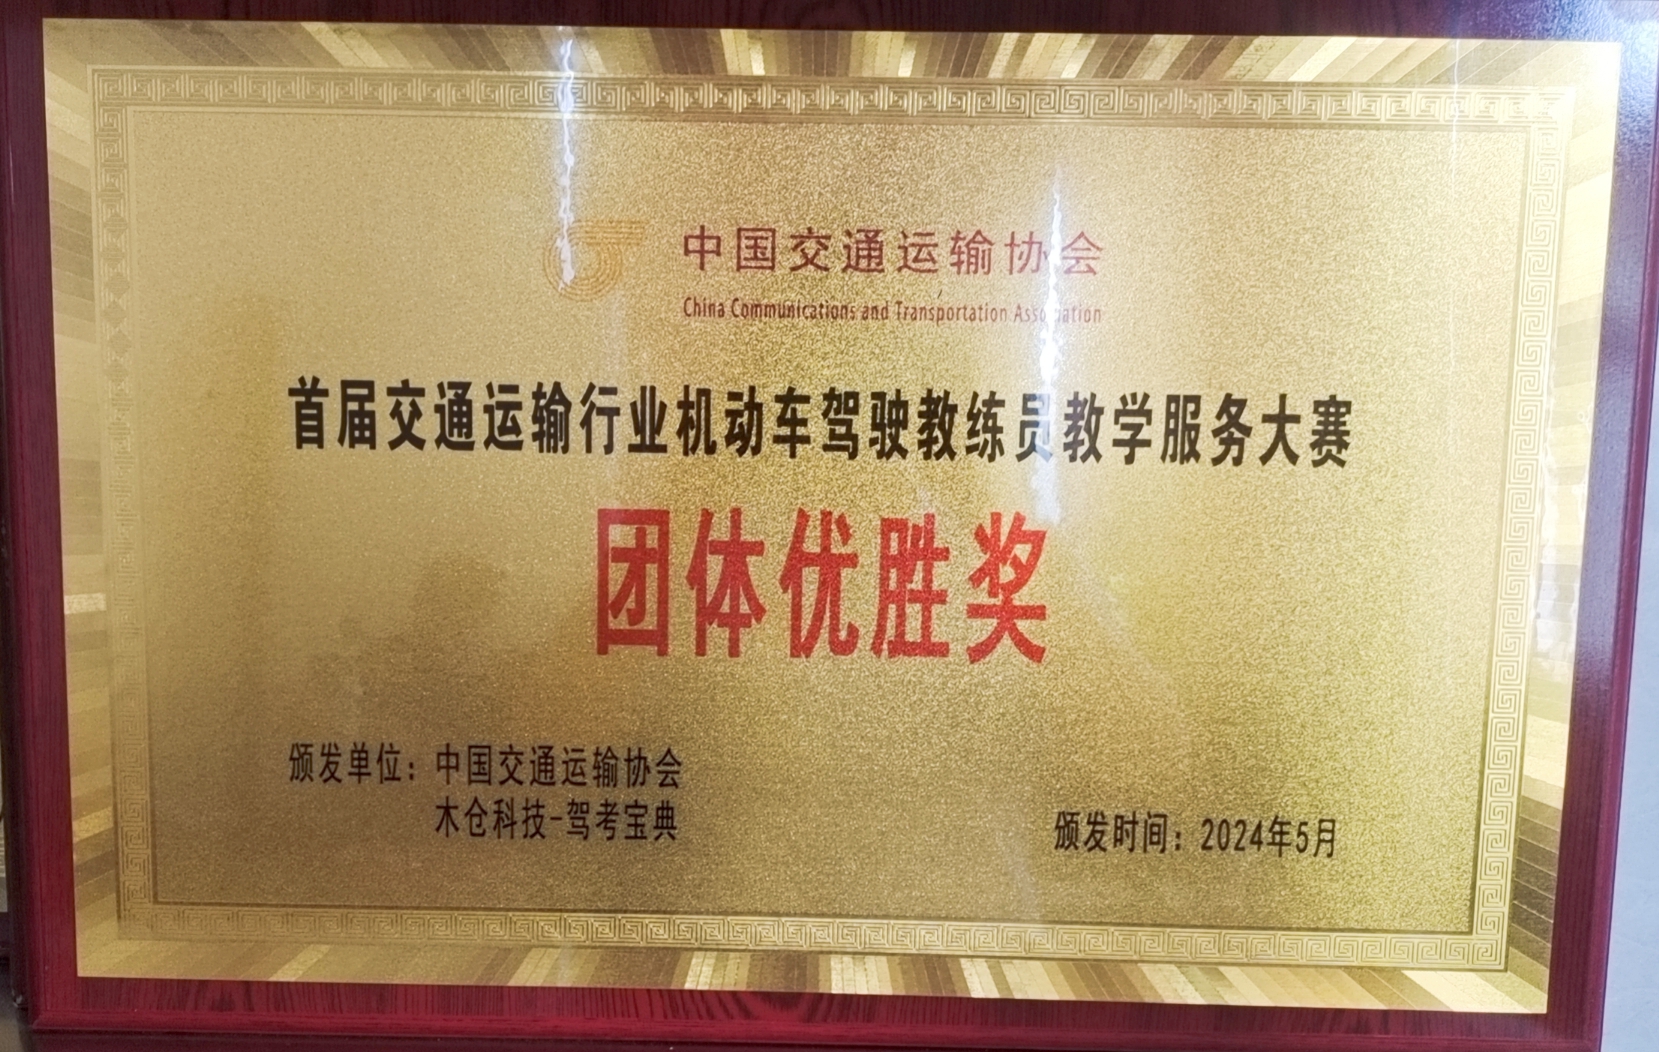 中国交通运输协会
China Communications and Transportation Association
首届交通运输行业机动车驾驶教练员教学服务大赛
团体优胜奖
颁发单位：中国交通运输协会
木仓科技-驾考宝典
颁发时间：2024年5月